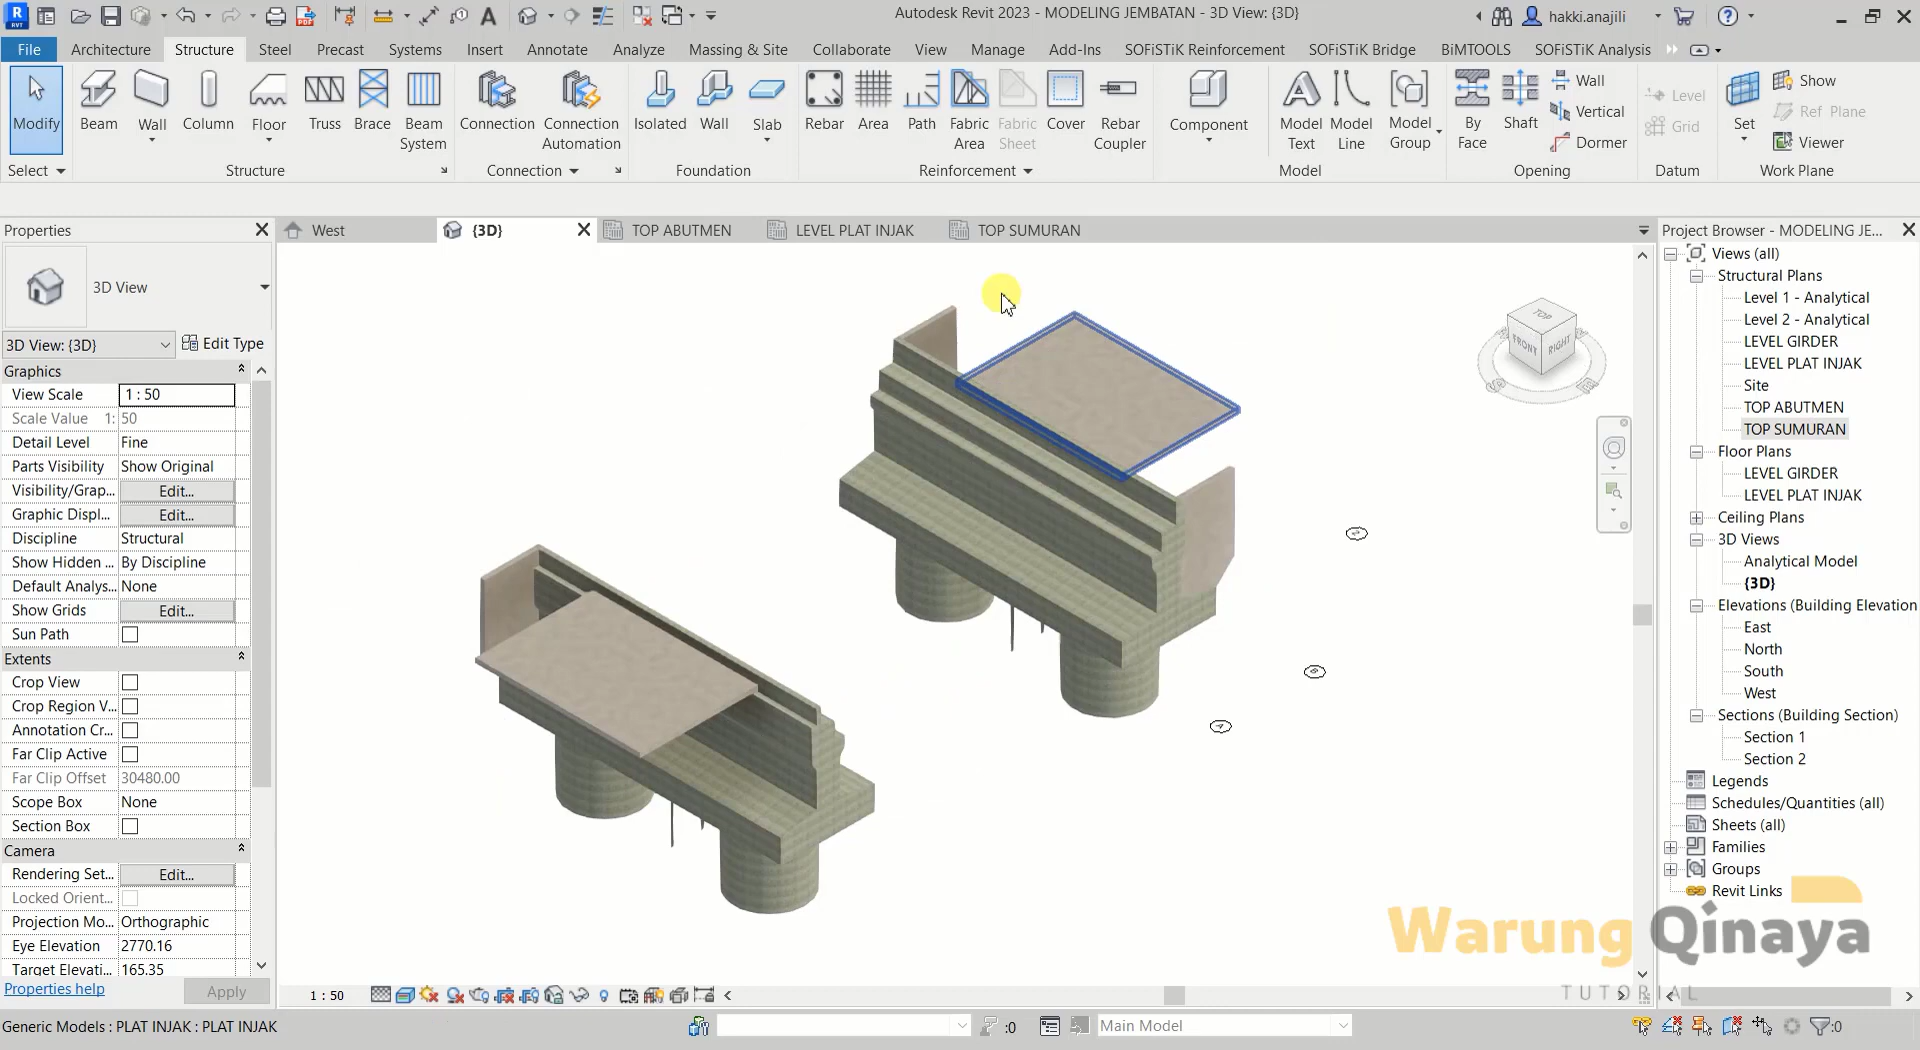 Autodesk Revit 2023 - MODELING JEMBATAN - 3D View: {3D}
hakki.anajili
File Architecture Structure Steel Precast Systems Insert Annotate Analyze Massing & Site Collaborate View Manage Add-Ins SOFiSTiK Reinforcement SOFiSTiK Bridge BiMTOOLS SOFiSTiK Analysis
Modify Beam Wall Column Floor Truss Brace Beam System Connection Connection Automation Isolated Wall Slab Rebar Area Path Fabric Area Fabric Sheet Cover Rebar Coupler Component Model Text Model Line Model Group By Face Shaft Wall Vertical Dormer Level Grid Set Show Ref Plane Viewer
Select Structure Connection Foundation Reinforcement Model Opening Datum Work Plane
Properties
West {3D} TOP ABUTMEN LEVEL PLAT INJAK TOP SUMURAN
Project Browser - MODELING JE...
3D View
3D View: {3D} Edit Type
Graphics
View Scale 1 : 50
Scale Value 1: 50
Detail Level Fine
Parts Visibility Show Original
Visibility/Grap... Edit...
Graphic Displ... Edit...
Discipline Structural
Show Hidden ... By Discipline
Default Analys... None
Show Grids Edit...
Sun Path
Extents
Crop View
Crop Region V...
Annotation Cr...
Far Clip Active
Far Clip Offset 30480.00
Scope Box None
Section Box
Camera
Rendering Set... Edit...
Locked Orient...
Projection Mo... Orthographic
Eye Elevation 2770.16
Target Elevati... 165.35
Properties help Apply
TOP
FRONT RIGHT
Views (all)
Structural Plans
Level 1 - Analytical
Level 2 - Analytical
LEVEL GIRDER
LEVEL PLAT INJAK
Site
TOP ABUTMEN
TOP SUMURAN
Floor Plans
LEVEL GIRDER
LEVEL PLAT INJAK
Ceiling Plans
3D Views
Analytical Model
{3D}
Elevations (Building Elevation
East
North
South
West
Sections (Building Section)
Section 1
Section 2
Legends
Schedules/Quantities (all)
Sheets (all)
Families
Groups
Revit Links
Warung Qinaya
TUTORIAL
1 : 50
Generic Models : PLAT INJAK : PLAT INJAK
:0
Main Model
:0